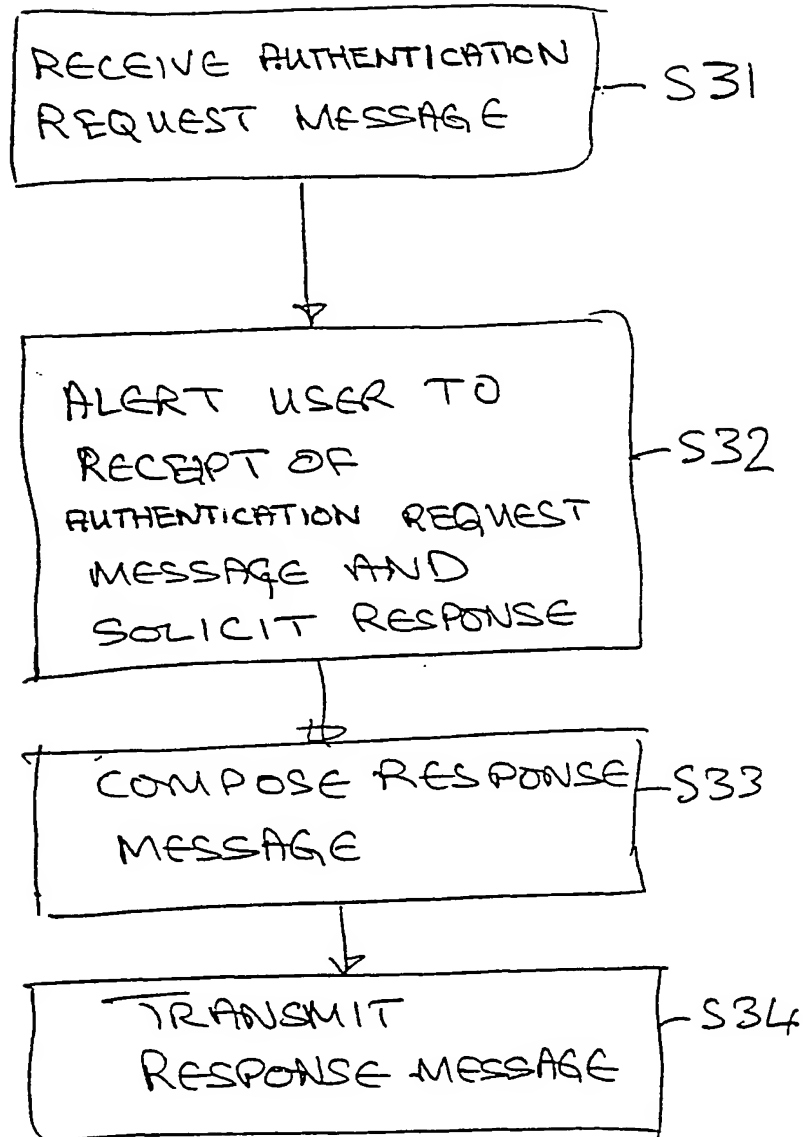 RECEIVE AUTHENTICATION
REQUEST MESSAGE
S31
ALERT USER TO
RECEIPT OF
AUTHENTICATION REQUEST
MESSAGE AND
SOLICIT RESPONSE
S32
COMPOSE RESPONSE
MESSAGE
S33
TRANSMIT
RESPONSE MESSAGE
S34